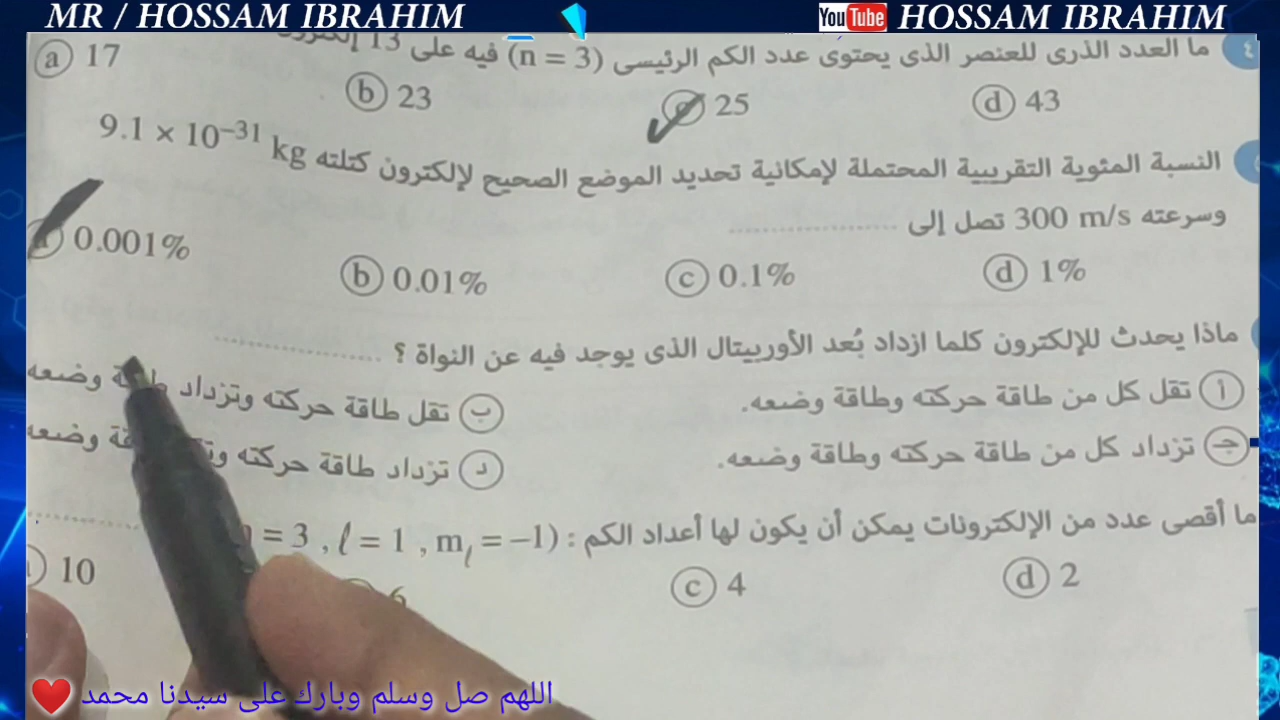 MR / HOSSAM IBRAHIM
YouTube HOSSAM IBRAHIM
٤ ما العدد الذرى للعنصر الذى يحتوى عدد الكم الرئيسى (n = 3) فيه على 13
a 17
b 23
c 25
d 43
النسبة المئوية التقريبية المحتملة لإمكانية تحديد الموضع الصحيح لإلكترون كتلته 9.1 × 10⁻³¹ kg
وسرعته 300 m/s تصل إلى ....................
0.001%
b 0.01%
c 0.1%
d 1%
ماذا يحدث للإلكترون كلما ازداد بُعد الأوربيتال الذى يوجد فيه عن النواة ؟ ....................
أ تقل كل من طاقة حركته وطاقة وضعه.
ب تقل طاقة حركته وتزداد وضعه
جـ تزداد كل من طاقة حركته وطاقة وضعه.
د تزداد طاقة حركته وضعه
ما أقصى عدد من الإلكترونات يمكن أن يكون لها أعداد الكم : = 3 , ℓ = 1 , mℓ = –1) ..........
10
6
c 4
d 2
اللهم صل وسلم وبارك على سيدنا محمد ❤